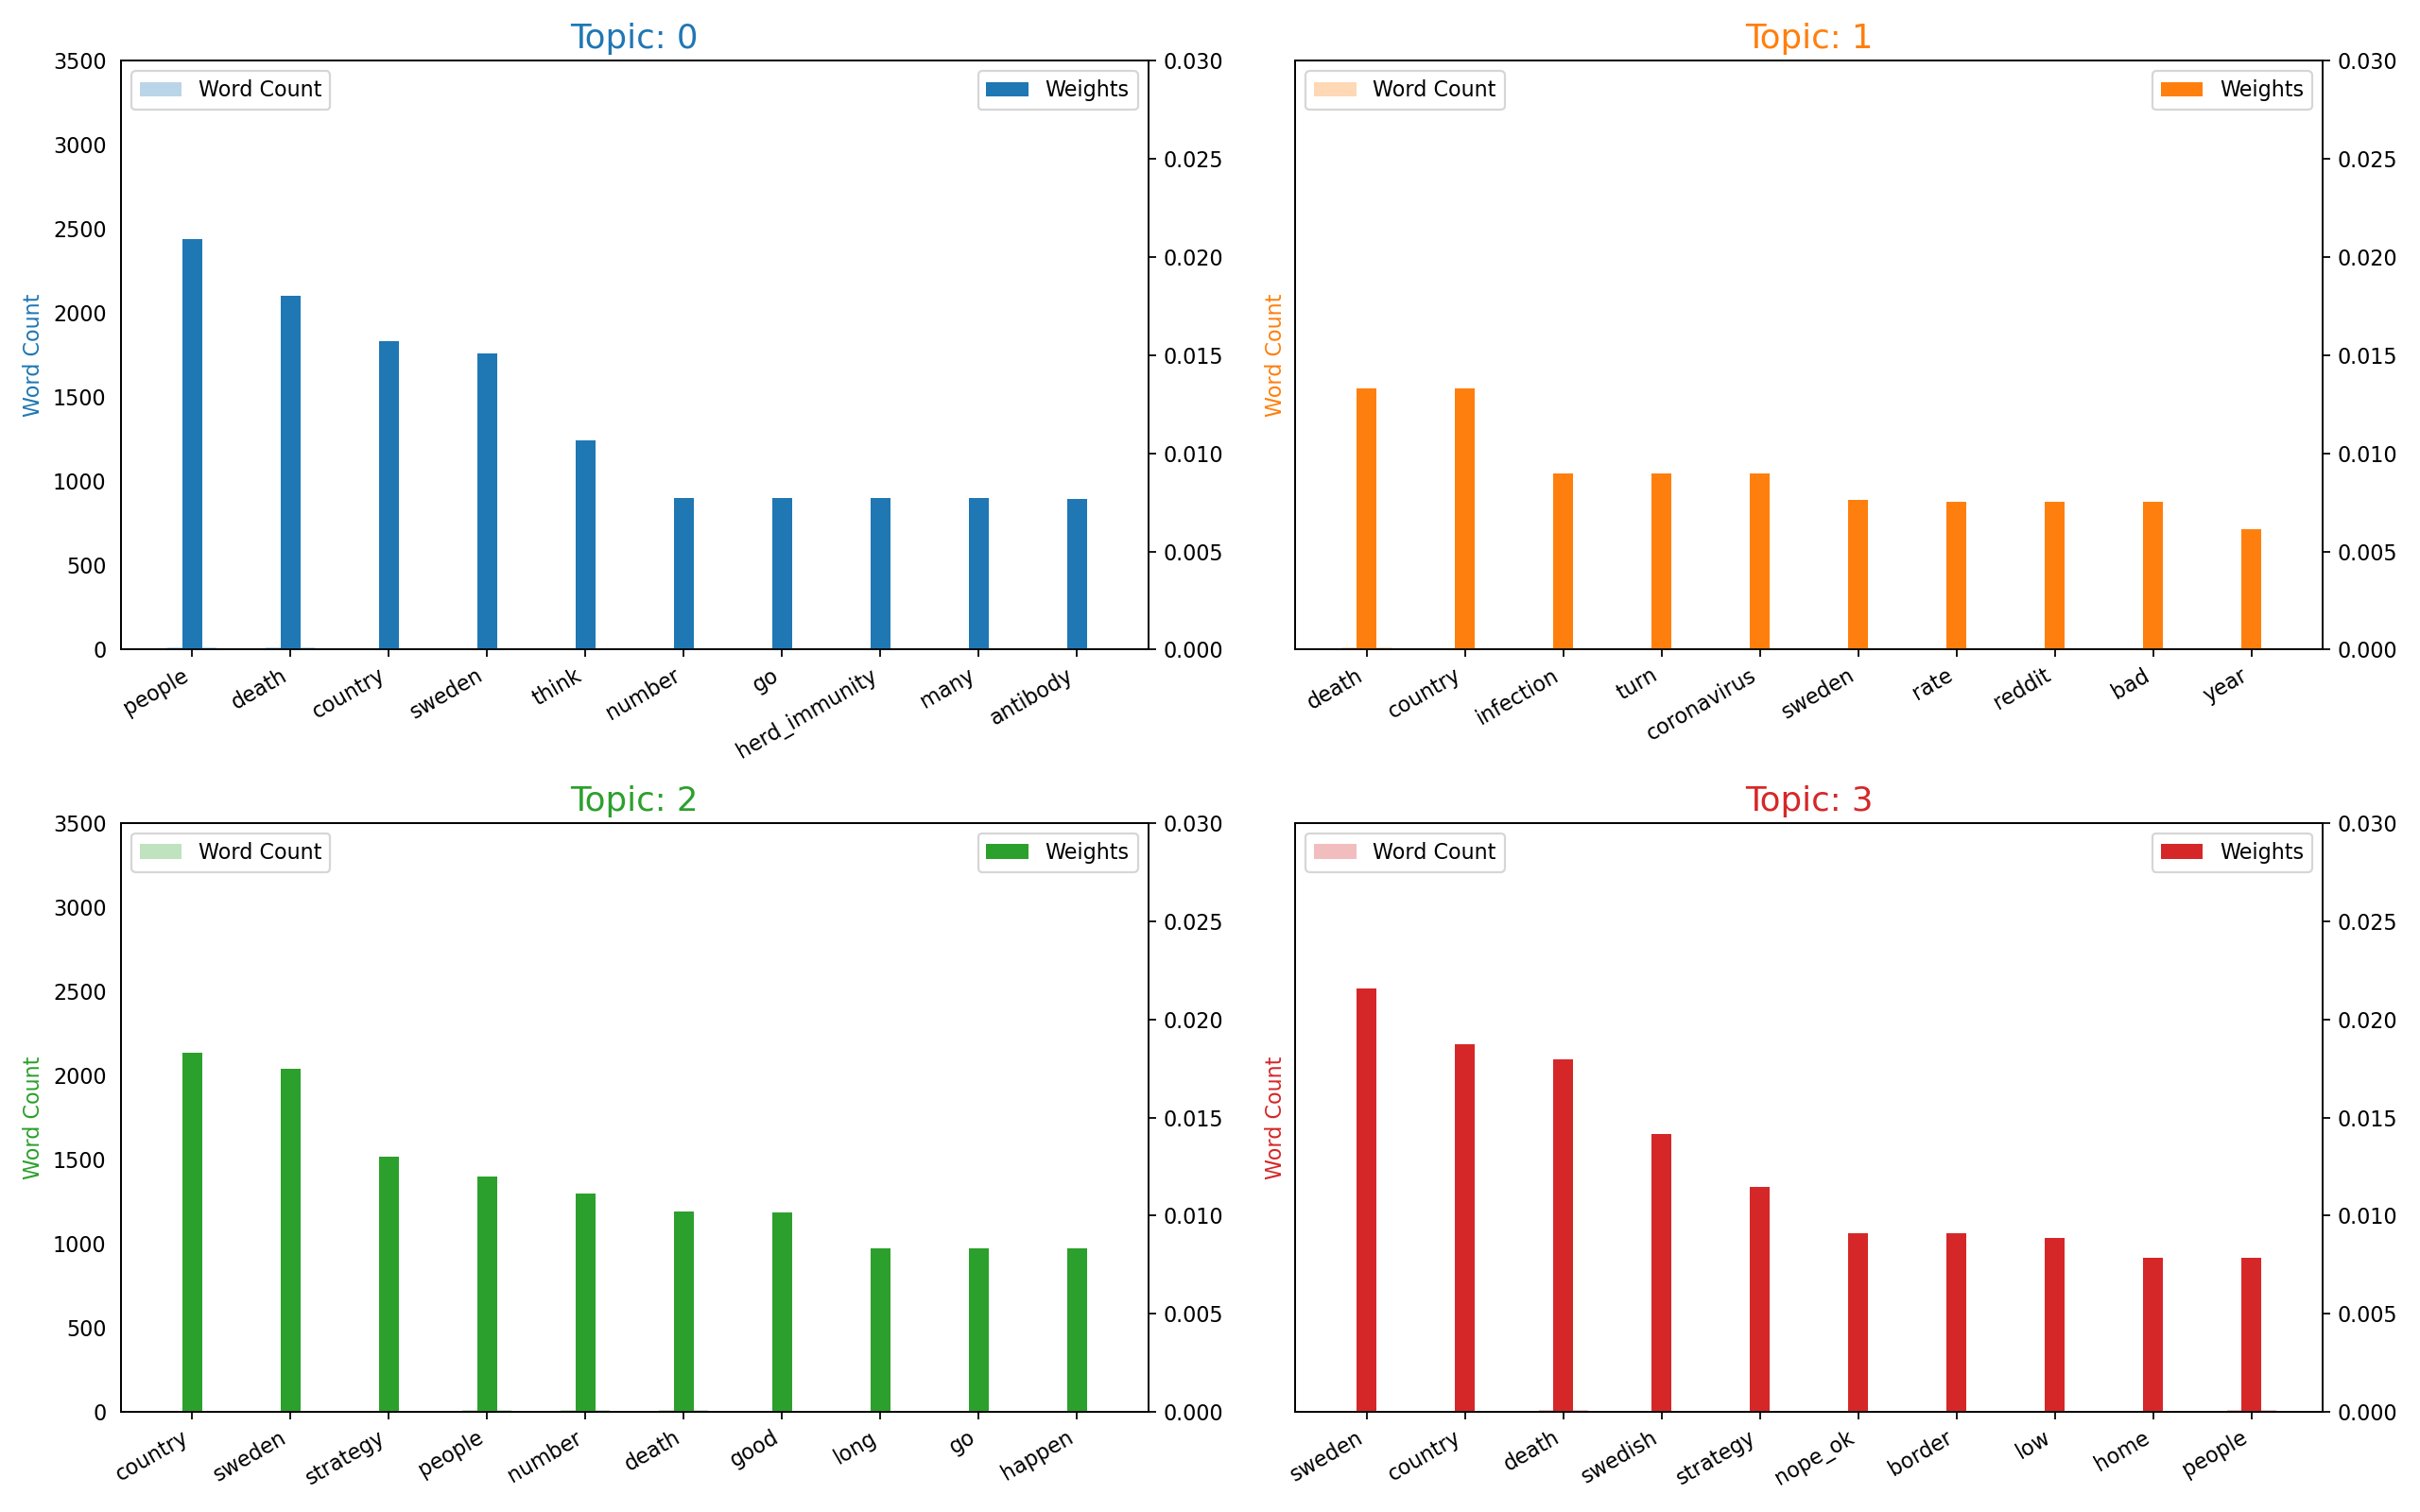 Topic: 0
Word Count
Weights
3500
3000
2500
2000
1500
1000
500
0
Word Count
0.030
0.025
0.020
0.015
0.010
0.005
0.000
people
death
country
sweden
think
number
go
herd_immunity
many
antibody
Topic: 1
Word Count
Weights
Word Count
0.030
0.025
0.020
0.015
0.010
0.005
0.000
death
country
infection
turn
coronavirus
sweden
rate
reddit
bad
year
Topic: 2
Word Count
Weights
3500
3000
2500
2000
1500
1000
500
0
Word Count
0.030
0.025
0.020
0.015
0.010
0.005
0.000
country
sweden
strategy
people
number
death
good
long
go
happen
Topic: 3
Word Count
Weights
Word Count
0.030
0.025
0.020
0.015
0.010
0.005
0.000
sweden
country
death
swedish
strategy
nope_ok
border
low
home
people